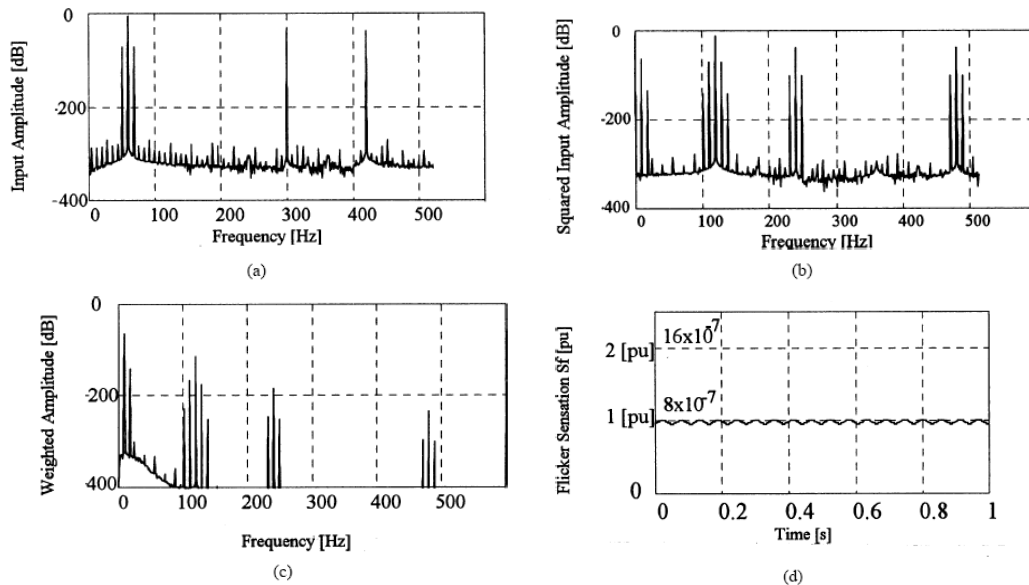 0
-200
-400
Input Amplitude [dB]
0 100 200 300 400 500
Frequency [Hz]
(a)
0
-200
-400
Squared Input Amplitude [dB]
0 100 200 300 400 500
Frequency [Hz]
(b)
0
-200
400
Weighted Amplitude [dB]
0 100 200 300 400 500
Frequency [Hz]
(c)
16x10^-7
2 [pu]
8x10^-7
1 [pu]
0
Flicker Sensation Sf [pu]
0 0.2 0.4 0.6 0.8 1
Time [s]
(d)